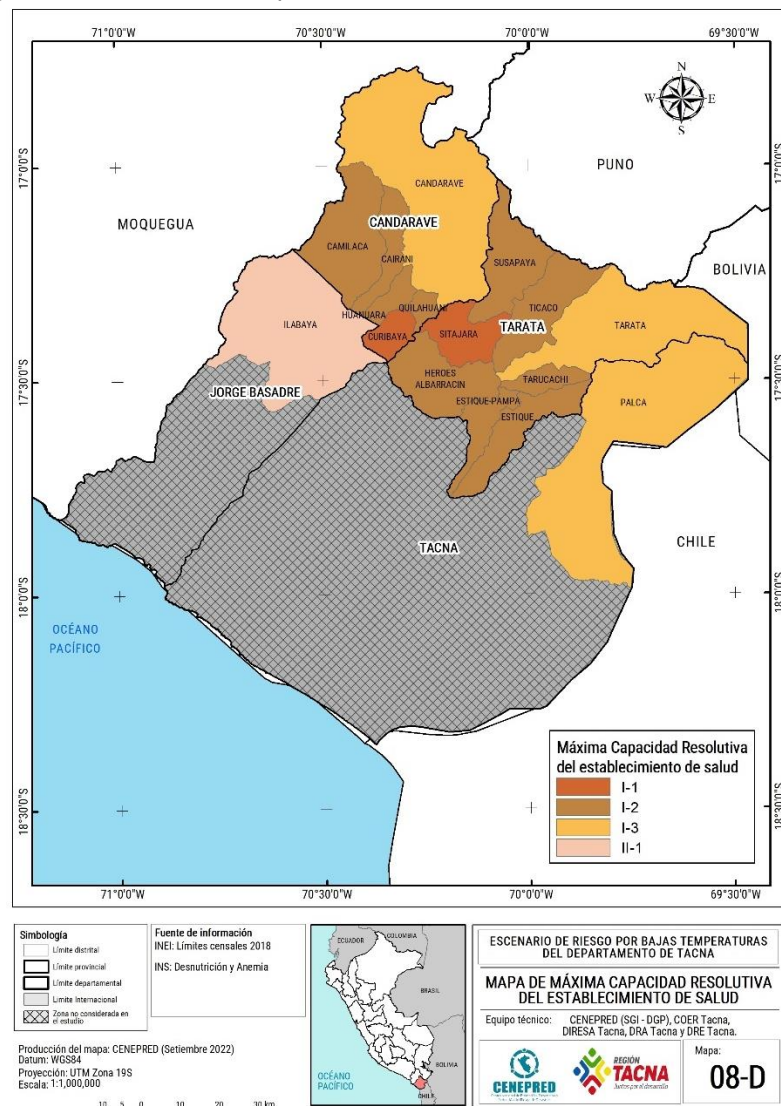 71°0'0"W
70°30'0"W
70°0'0"W
69°30'0"W
17°0'0"S
17°0'0"S
17°30'0"S
17°30'0"S
18°0'0"S
18°0'0"S
18°30'0"S
18°30'0"S
N
W
E
S
PUNO
MOQUEGUA
BOLIVIA
CHILE
OCÉANO
PACÍFICO
CANDARAVE
CANDARAVE
CAMILACA
CAIRANI
SUSAPAYA
HUANUARA
QUILAHUANI
TICACO
ILABAYA
CURIBAYA
SITAJARA
TARATA
TARATA
HEROES
ALBARRACIN
TARUCACHI
JORGE BASADRE
ESTIQUE-PAMPA
ESTIQUE
PALCA
TACNA
Máxima Capacidad Resolutiva
del establecimiento de salud
I-1
I-2
I-3
II-1
71°0'0"W
70°30'0"W
70°0'0"W
69°30'0"W
Simbología
Límite distrital
Límite provincial
Límite departamental
Limite Internacional
Zona no considerada en
el estudio
Fuente de información
INEI: Límites censales 2018
INS: Desnutrición y Anemia
Producción del mapa: CENEPRED (Setiembre 2022)
Datum: WGS84
Proyección: UTM Zona 19S
Escala: 1:1,000,000
10 5 0 10 20 30 km
ECUADOR
COLOMBIA
BRASIL
BOLIVIA
OCÉANO
PACÍFICO
CHILE
ESCENARIO DE RIESGO POR BAJAS TEMPERATURAS
DEL DEPARTAMENTO DE TACNA
MAPA DE MÁXIMA CAPACIDAD RESOLUTIVA
DEL ESTABLECIMIENTO DE SALUD
Equipo técnico: CENEPRED (SGI - DGP), COER Tacna,
DIRESA Tacna, DRA Tacna y DRE Tacna.
CENEPRED
REGIÓN
TACNA
Juntos por el desarrollo
Mapa:
08-D